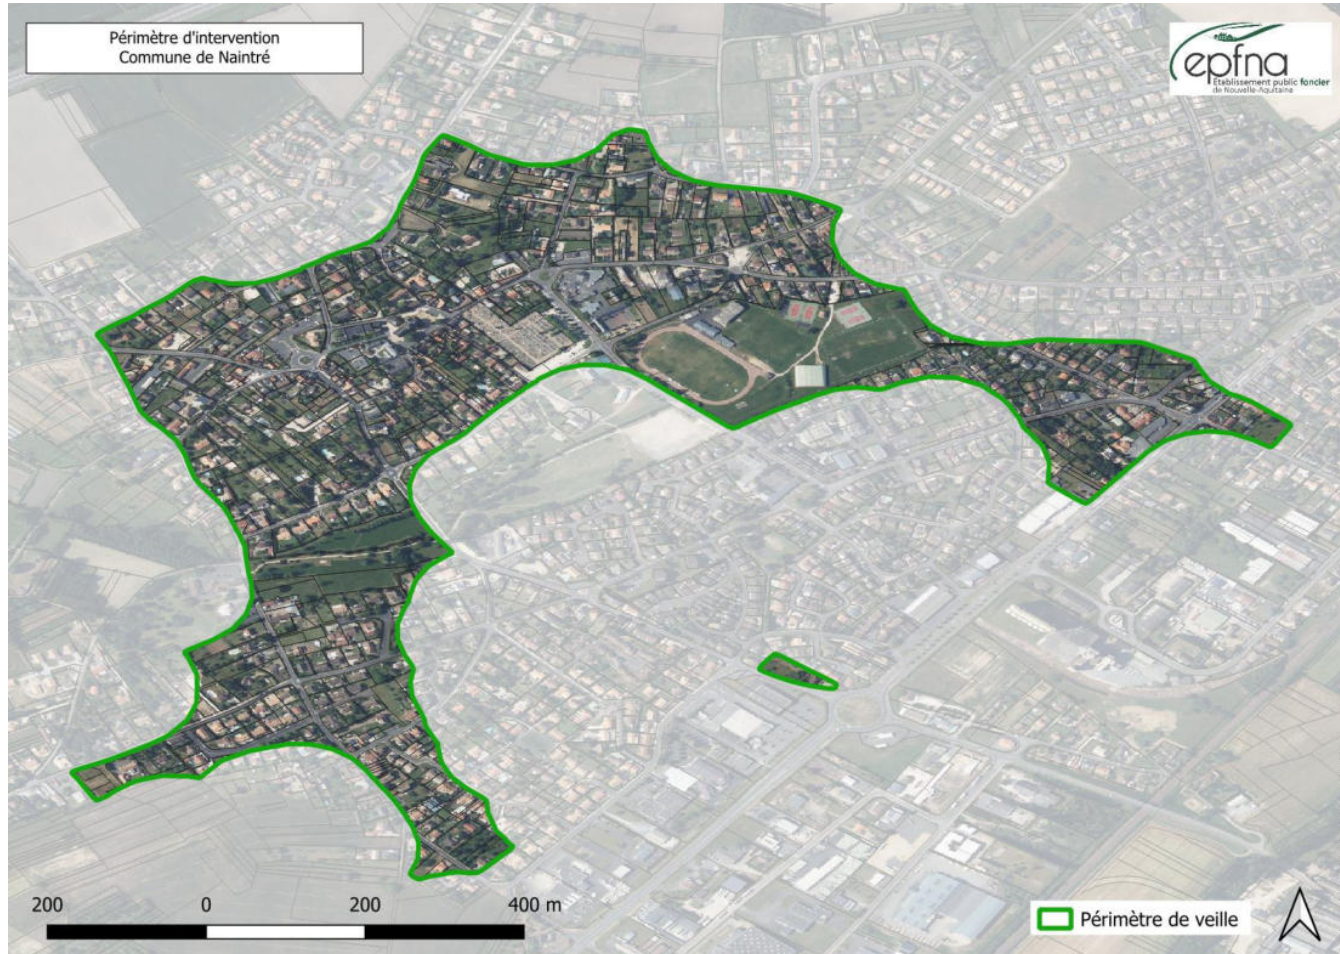 Périmètre d'intervention
Commune de Naintré
epfna
Établissement public foncier
de Nouvelle-Aquitaine
200 0 200 400 m
Périmètre de veille